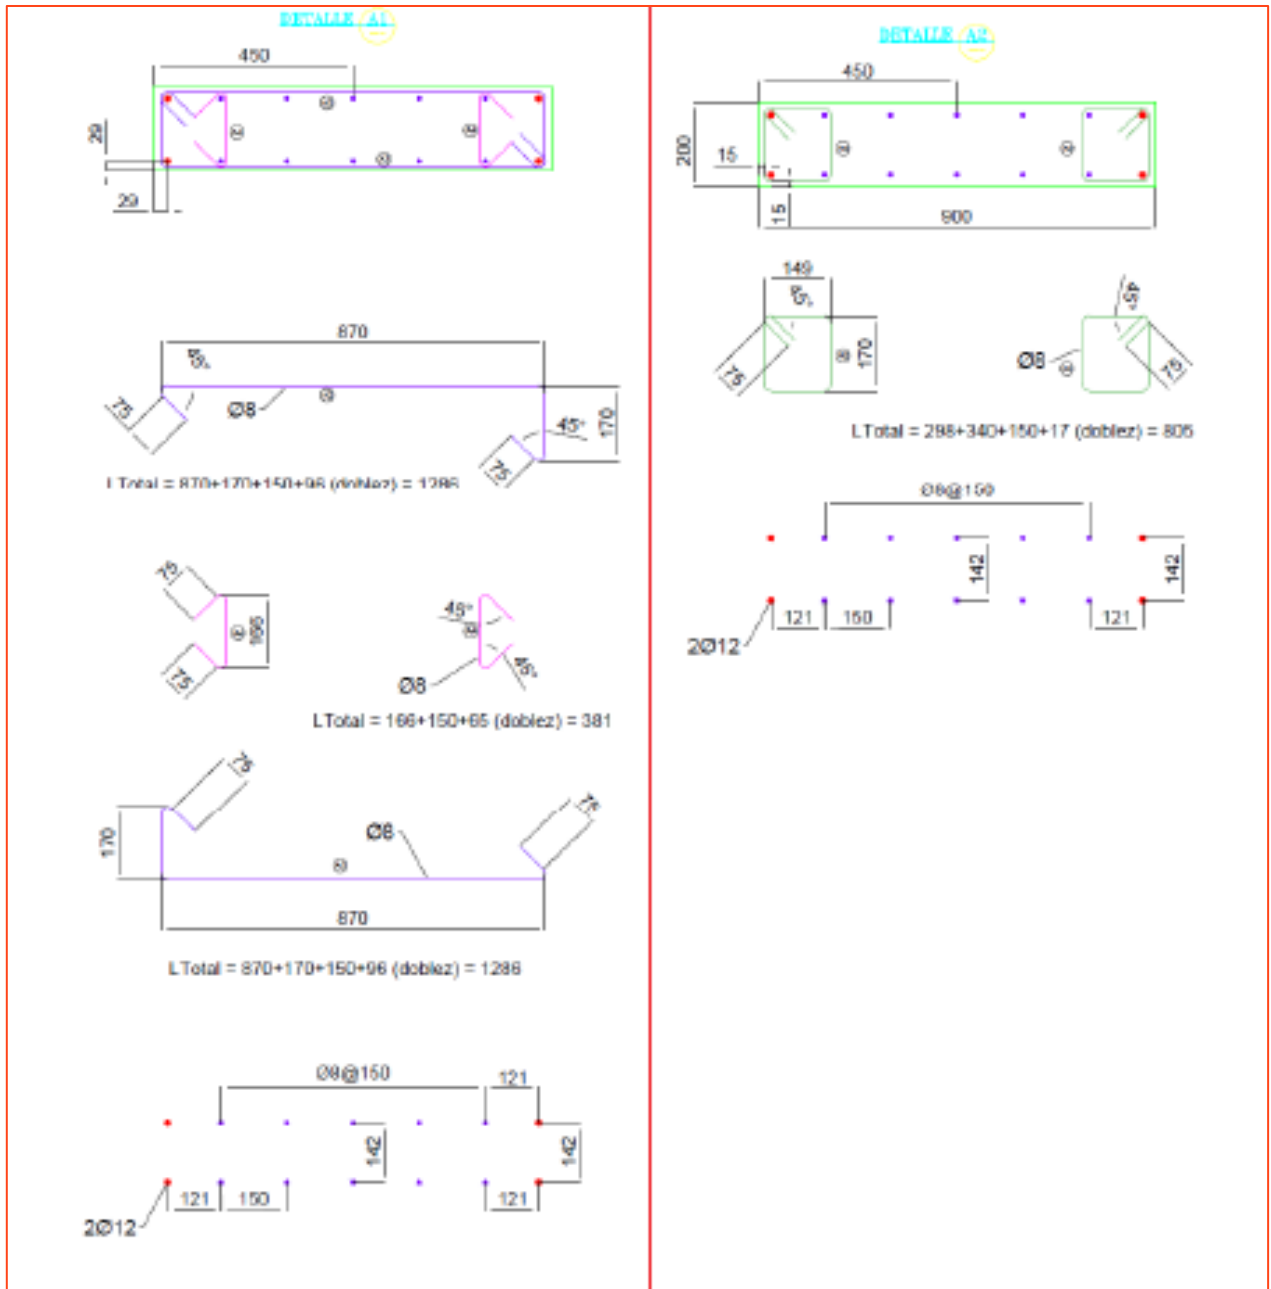 DETALLE A1
450
29
29
870
45°
75
Ø8
45°
170
75
LTotal = 870+170+150+96 (doblez) = 1286
75
166
75
45°
45°
Ø8
LTotal = 166+150+65 (doblez) = 381
75
75
170
Ø8
870
LTotal = 870+170+150+96 (doblez) = 1286
Ø8@150
121
142
142
121
150
121
2Ø12
DETALLE A2
450
200
15
15
900
149
45°
45°
75
170
Ø8
75
LTotal = 298+340+150+17 (doblez) = 805
Ø8@150
142
142
121
150
121
2Ø12